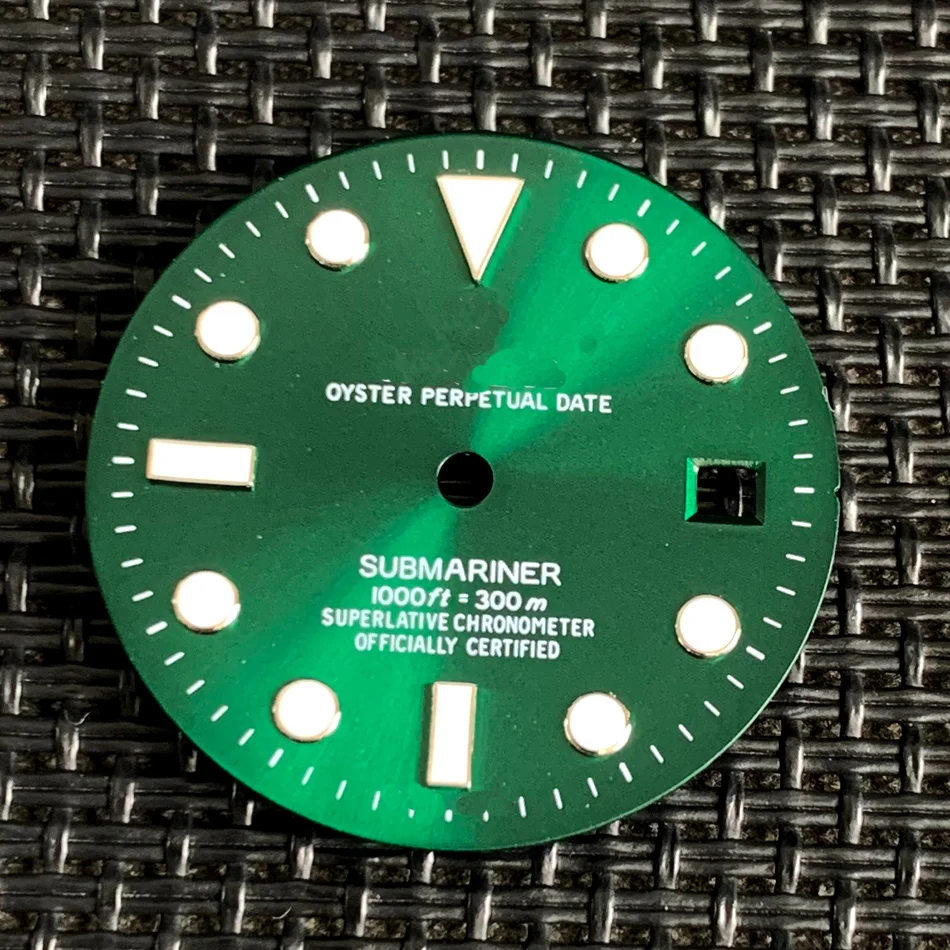 OYSTER PERPETUAL DATE
SUBMARINER
1000ft = 300m
SUPERLATIVE CHRONOMETER
OFFICIALLY CERTIFIED